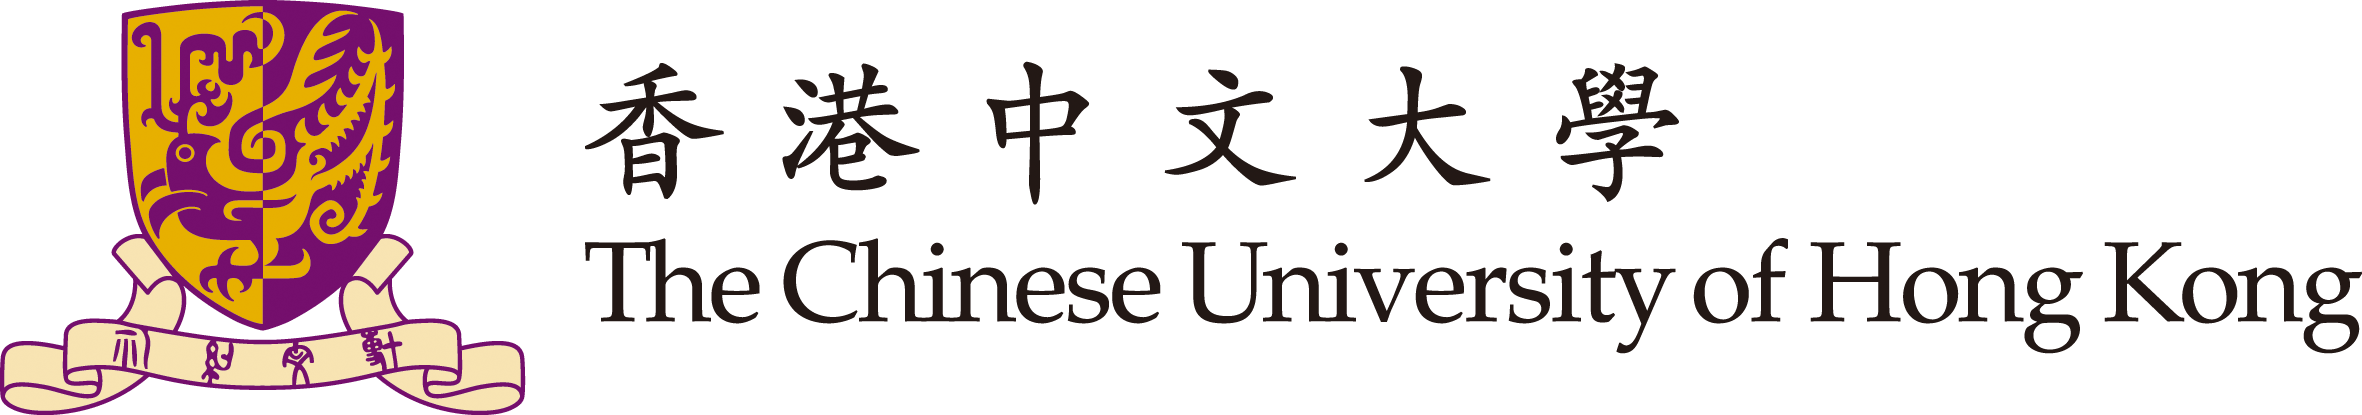 香港中文大學
The Chinese University of Hong Kong